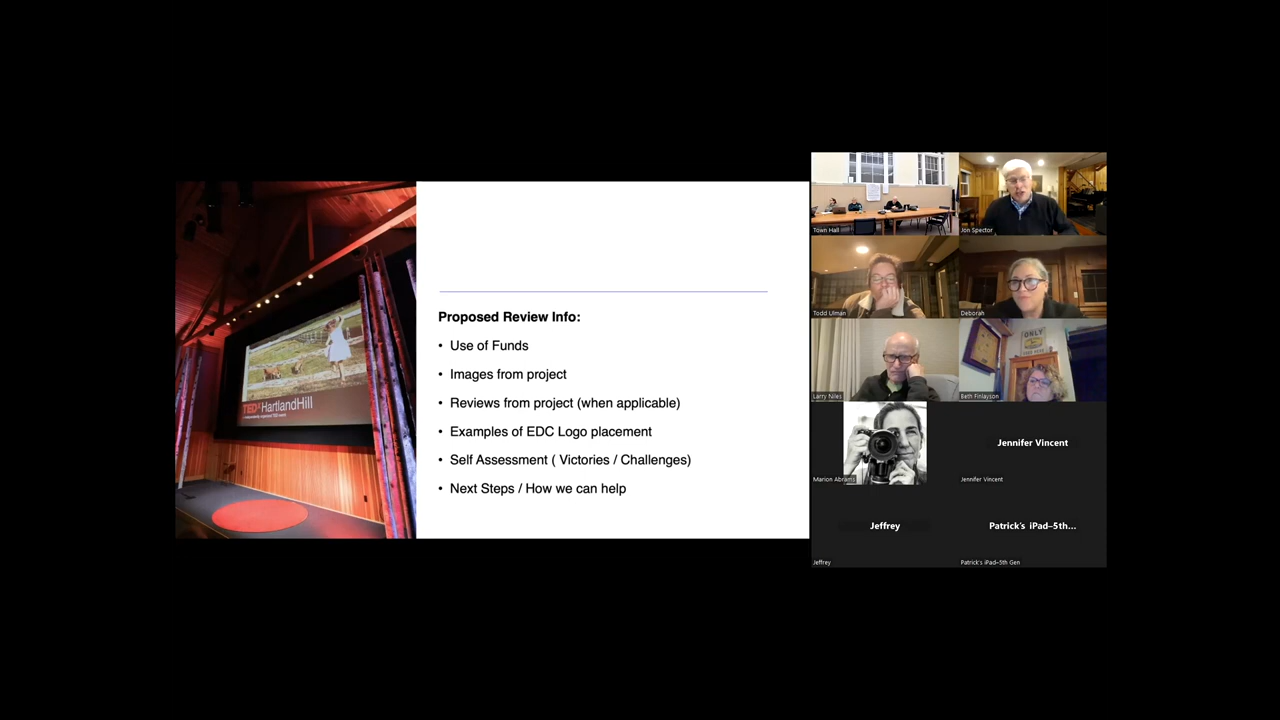 TEDxHartlandHill
Proposed Review Info:
• Use of Funds
• Images from project
• Reviews from project (when applicable)
• Examples of EDC Logo placement
• Self Assessment ( Victories / Challenges)
• Next Steps / How we can help
Town Hall
Jon Spector
Todd Ulman
Deborah
Larry Niles
ONLY
Beth Finlayson
Marion Abrams
Jennifer Vincent
Jennifer Vincent
Jeffrey
Patrick's iPad–5th...
Jeffrey
Patrick's iPad–5th Gen